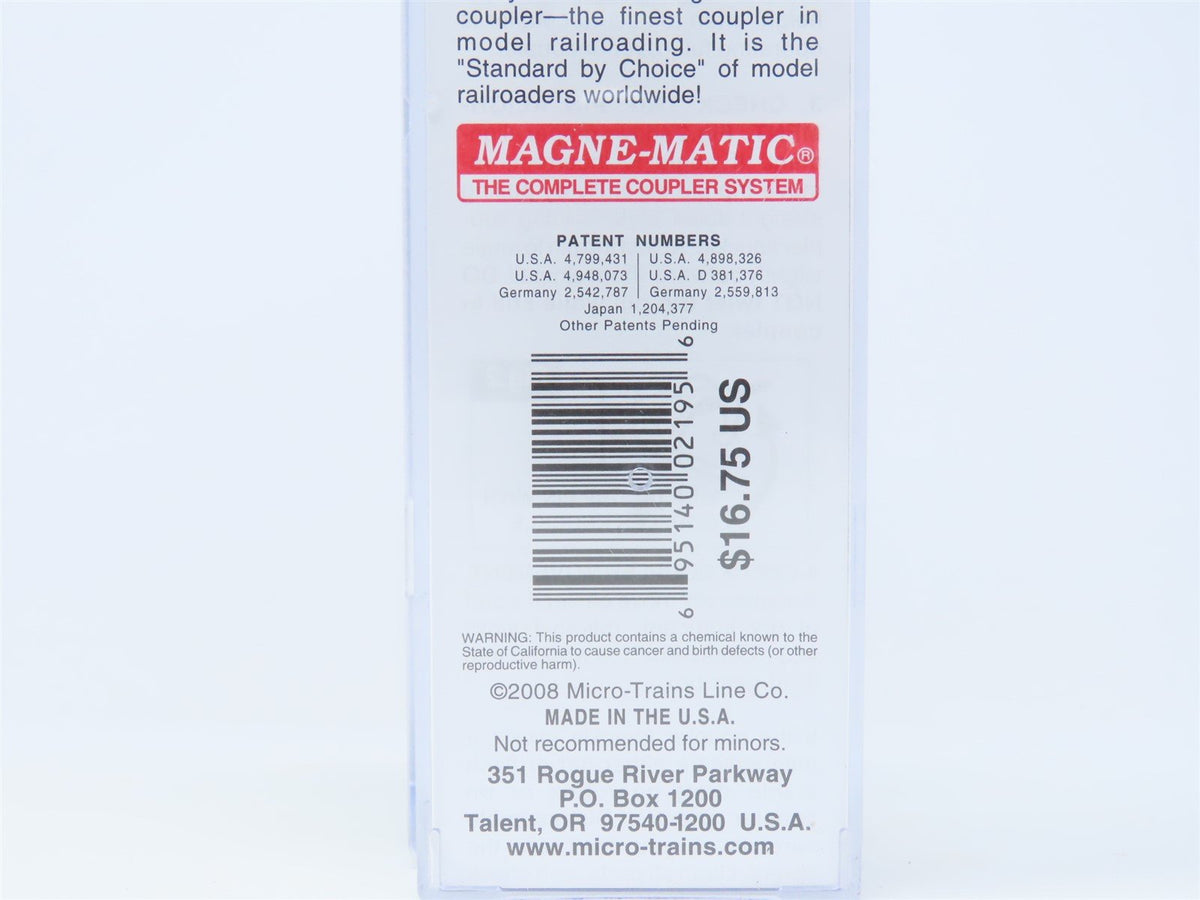 coupler—the finest coupler in
model railroading. It is the
"Standard by Choice" of model
railroaders worldwide!
MAGNE-MATIC®
THE COMPLETE COUPLER SYSTEM
PATENT NUMBERS
U.S.A. 4,799,431 | U.S.A. 4,898,326
U.S.A. 4,948,073 | U.S.A. D 381,376
Germany 2,542,787 | Germany 2,559,813
Japan 1,204,377
Other Patents Pending
6 95140 02195 6
$16.75 US
WARNING: This product contains a chemical known to the
State of California to cause cancer and birth defects (or other
reproductive harm).
©2008 Micro-Trains Line Co.
MADE IN THE U.S.A.
Not recommended for minors.
351 Rogue River Parkway
P.O. Box 1200
Talent, OR 97540-1200 U.S.A.
www.micro-trains.com